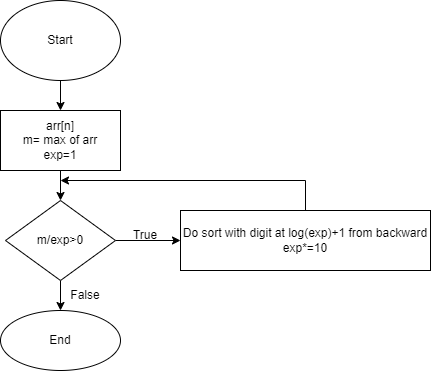 Start
arr[n]
m= max of arr
exp=1
m/exp>0
True
Do sort with digit at log(exp)+1 from backward
exp*=10
False
End